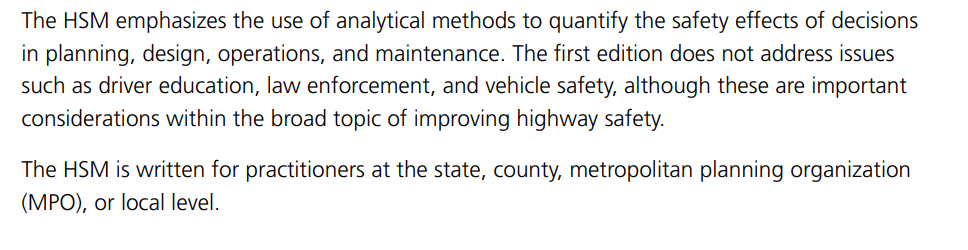 The HSM emphasizes the use of analytical methods to quantify the safety effects of decisions
in planning, design, operations, and maintenance. The first edition does not address issues
such as driver education, law enforcement, and vehicle safety, although these are important
considerations within the broad topic of improving highway safety.
The HSM is written for practitioners at the state, county, metropolitan planning organization
(MPO), or local level.